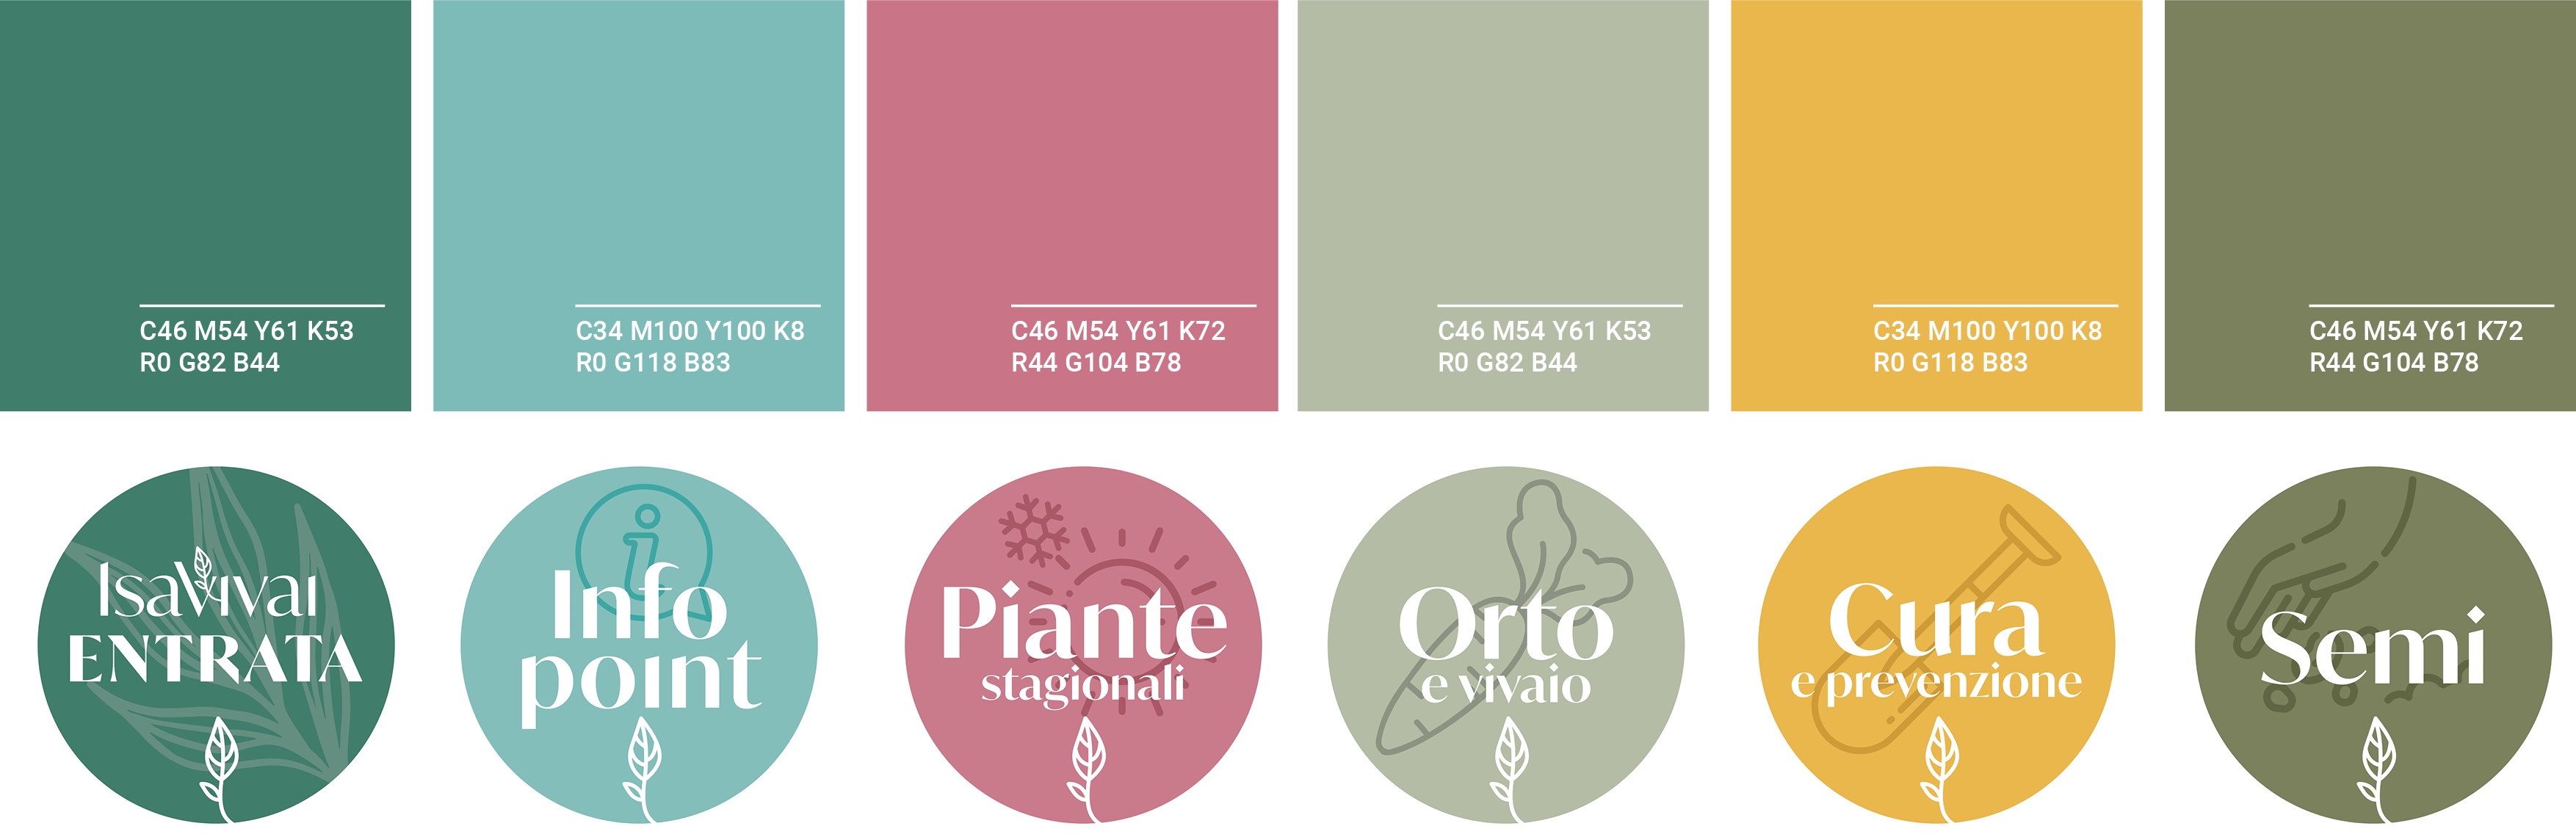 C46 M54 Y61 K53
R0 G82 B44
C34 M100 Y100 K8
R0 G118 B83
C46 M54 Y61 K72
R44 G104 B78
C46 M54 Y61 K53
R0 G82 B44
C34 M100 Y100 K8
R0 G118 B83
C46 M54 Y61 K72
R44 G104 B78
IsaVivai
ENTRATA
Info
point
Piante
stagionali
Orto
e vivaio
Cura
e prevenzione
Semi